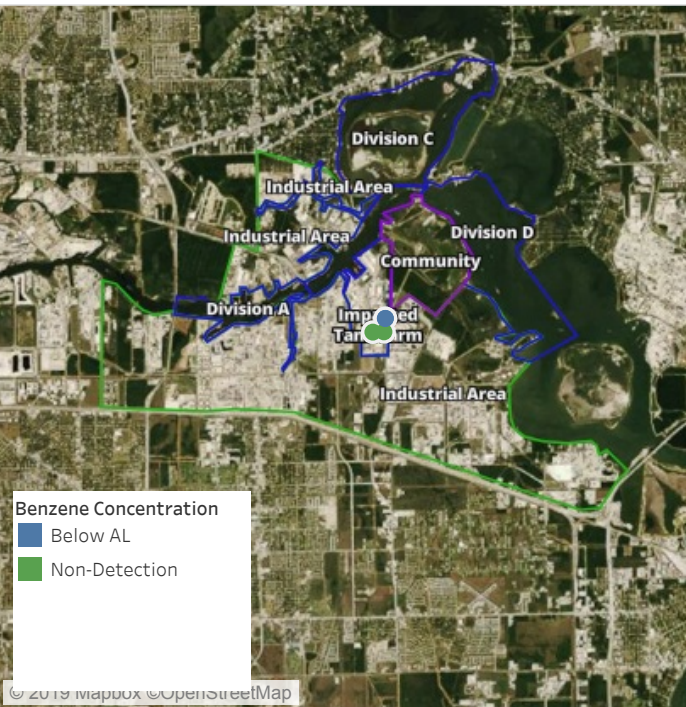 Division C
Industrial Area
Division D
Industrial Area
Community
Division A
Industrial Area
Benzene Concentration
Below AL
Non-Detection
© 2019 Mapbox ©OpenStreetMap